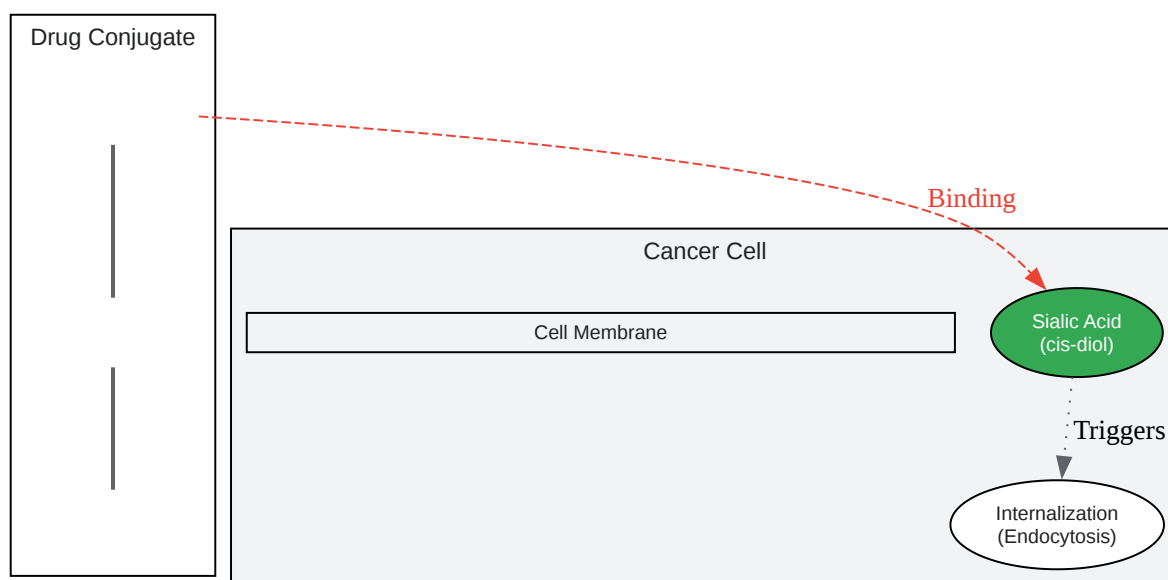 Drug Conjugate
Binding
Cancer Cell
Cell Membrane
Sialic Acid
(cis-diol)
Triggers
Internalization
(Endocytosis)